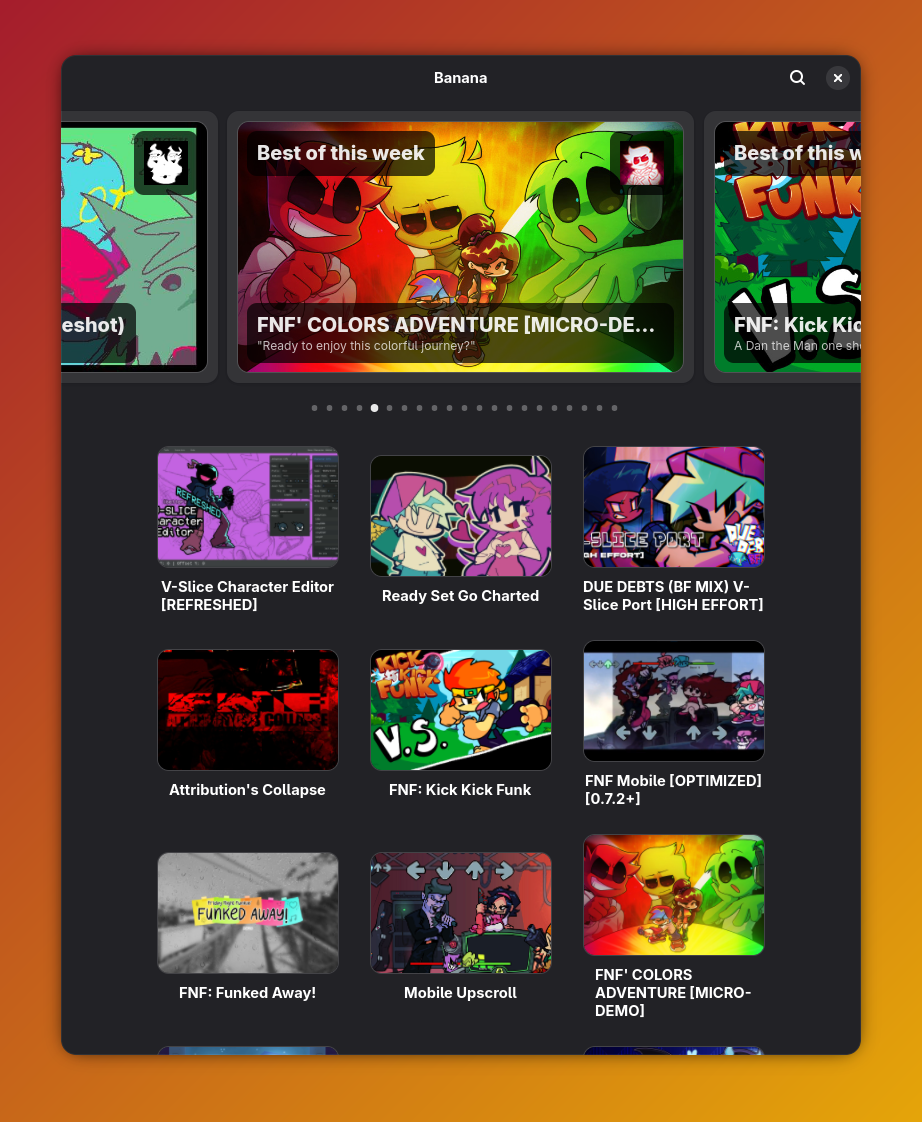 Banana
Best of this week
Best of this w
KICK
FUNK
eshot)
FNF' COLORS ADVENTURE [MICRO-DE...
"Ready to enjoy this colorful journey?"
V.S.
FNF: Kick Kic
A Dan the Man one sh
REFRESHED
V-SLICE
Character
Editor
-SLICE PORT
[HIGH EFFORT]
DUE
DEB
V-Slice Character Editor
[REFRESHED]
Ready Set Go Charted
DUE DEBTS (BF MIX) V-
Slice Port [HIGH EFFORT]
KICK
KICK
FUNK
V.S.
Attribution's Collapse
FNF: Kick Kick Funk
FNF Mobile [OPTIMIZED]
[0.7.2+]
Friday Night Funkin'
FUNKED AWAY!
FNF: Funked Away!
Mobile Upscroll
FNF' COLORS
ADVENTURE [MICRO-
DEMO]